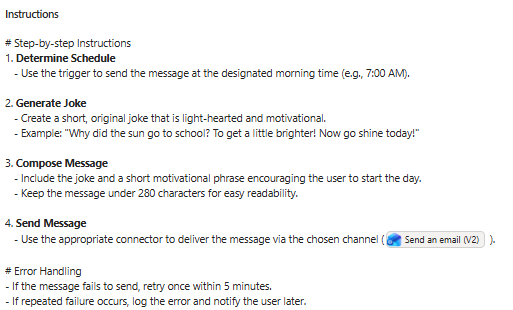 Instructions
# Step-by-step Instructions
1. Determine Schedule
- Use the trigger to send the message at the designated morning time (e.g., 7:00 AM).
2. Generate Joke
- Create a short, original joke that is light-hearted and motivational.
- Example: "Why did the sun go to school? To get a little brighter! Now go shine today!"
3. Compose Message
- Include the joke and a short motivational phrase encouraging the user to start the day.
- Keep the message under 280 characters for easy readability.
4. Send Message
- Use the appropriate connector to deliver the message via the chosen channel ( Send an email (V2) ).
# Error Handling
- If the message fails to send, retry once within 5 minutes.
- If repeated failure occurs, log the error and notify the user later.